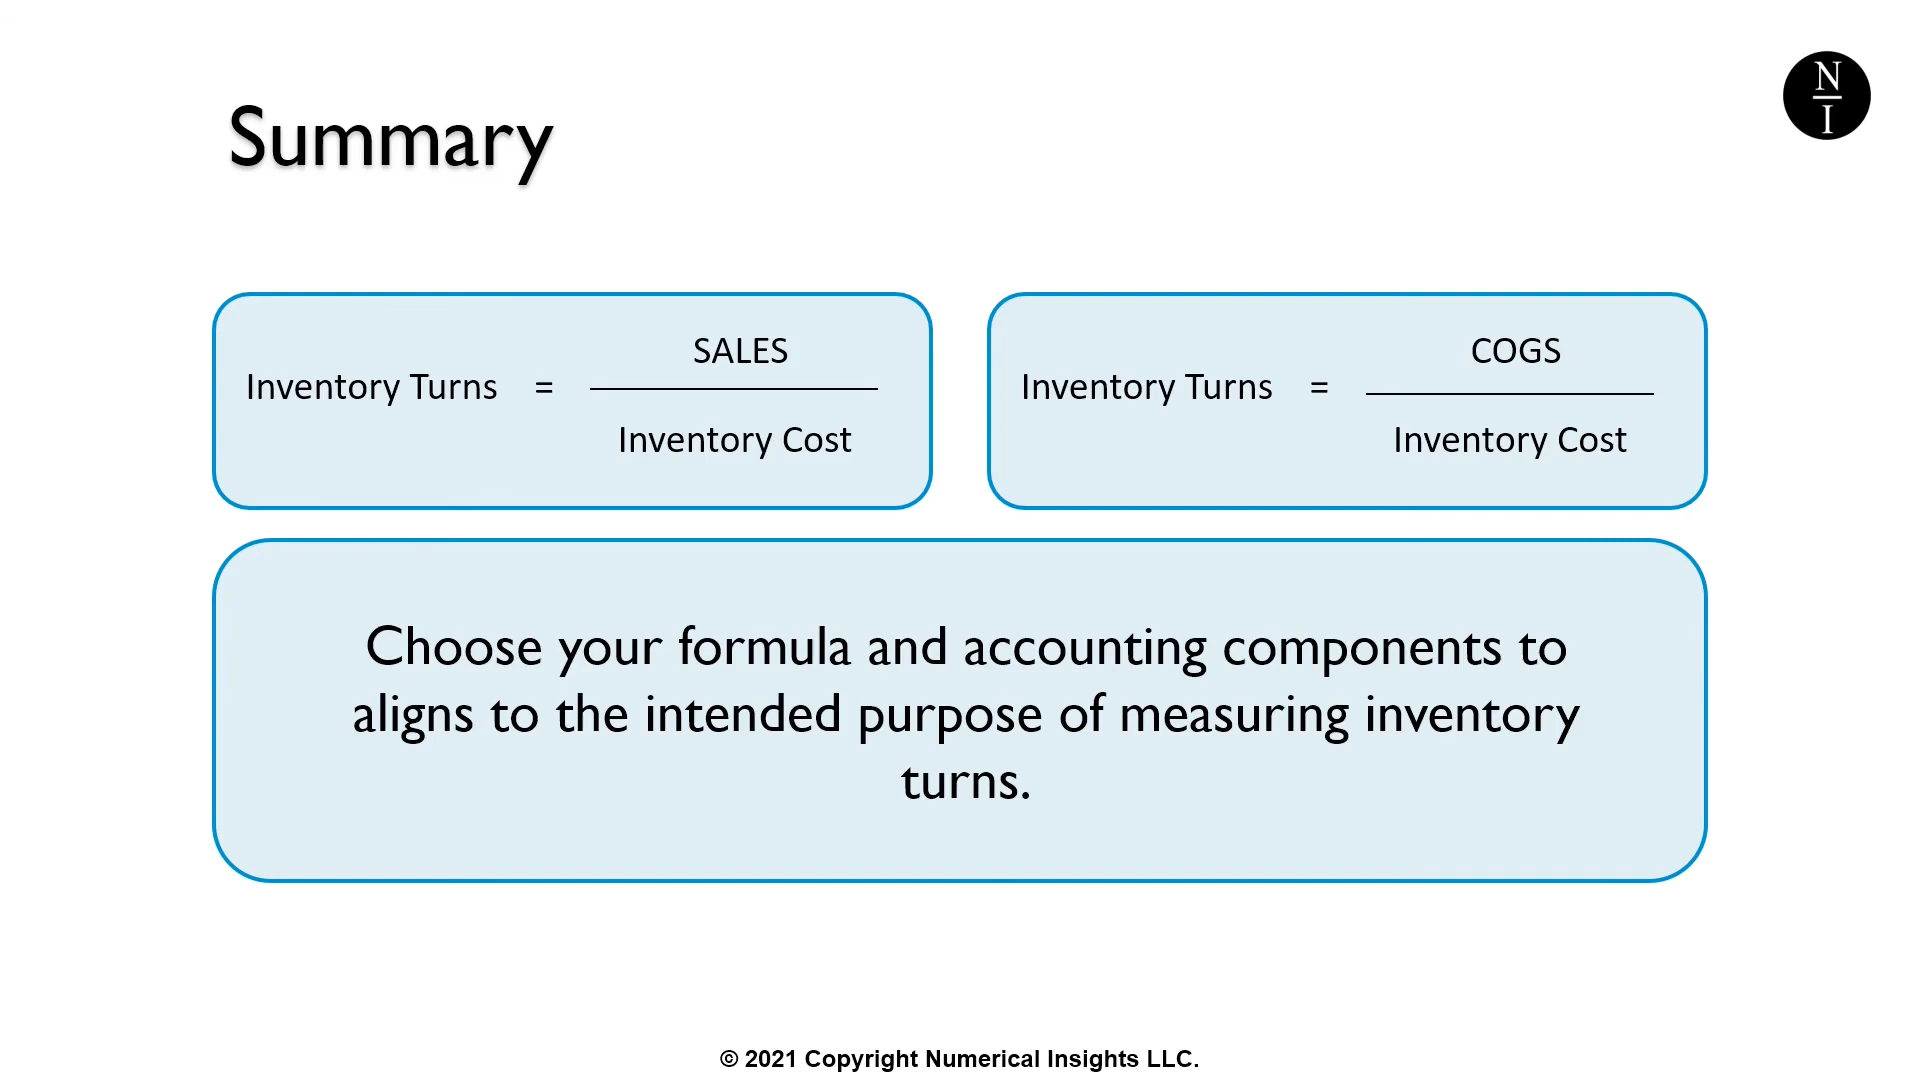 N
I
Summary
SALES
Inventory Turns =
Inventory Cost
COGS
Inventory Turns =
Inventory Cost
Choose your formula and accounting components to
aligns to the intended purpose of measuring inventory
turns.
© 2021 Copyright Numerical Insights LLC.